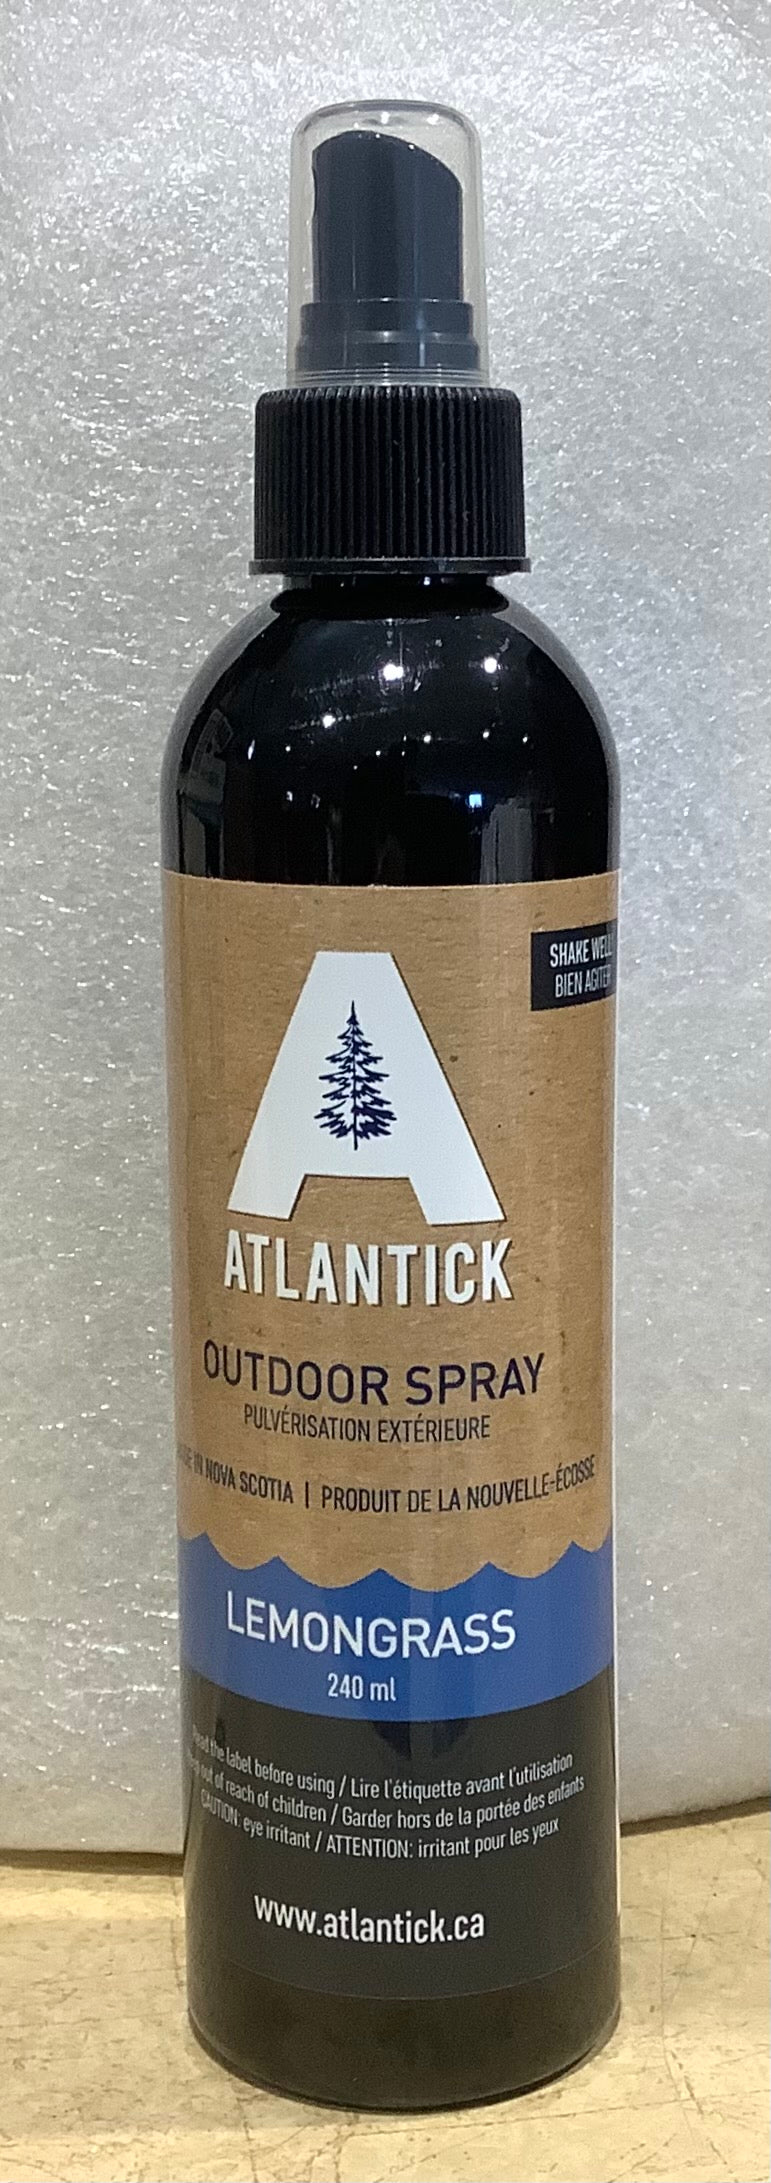 SHAKE WELL
BIEN AGITER
A
ATLANTICK
OUTDOOR SPRAY
PULVÉRISATION EXTÉRIEURE
IN NOVA SCOTIA | PRODUIT DE LA NOUVELLE-ÉCOSSE
LEMONGRASS
240 ml
Read the label before using / Lire l'étiquette avant l'utilisation
out of reach of children / Garder hors de la portée des enfants
CAUTION: eye irritant / ATTENTION: irritant pour les yeux
www.atlantick.ca